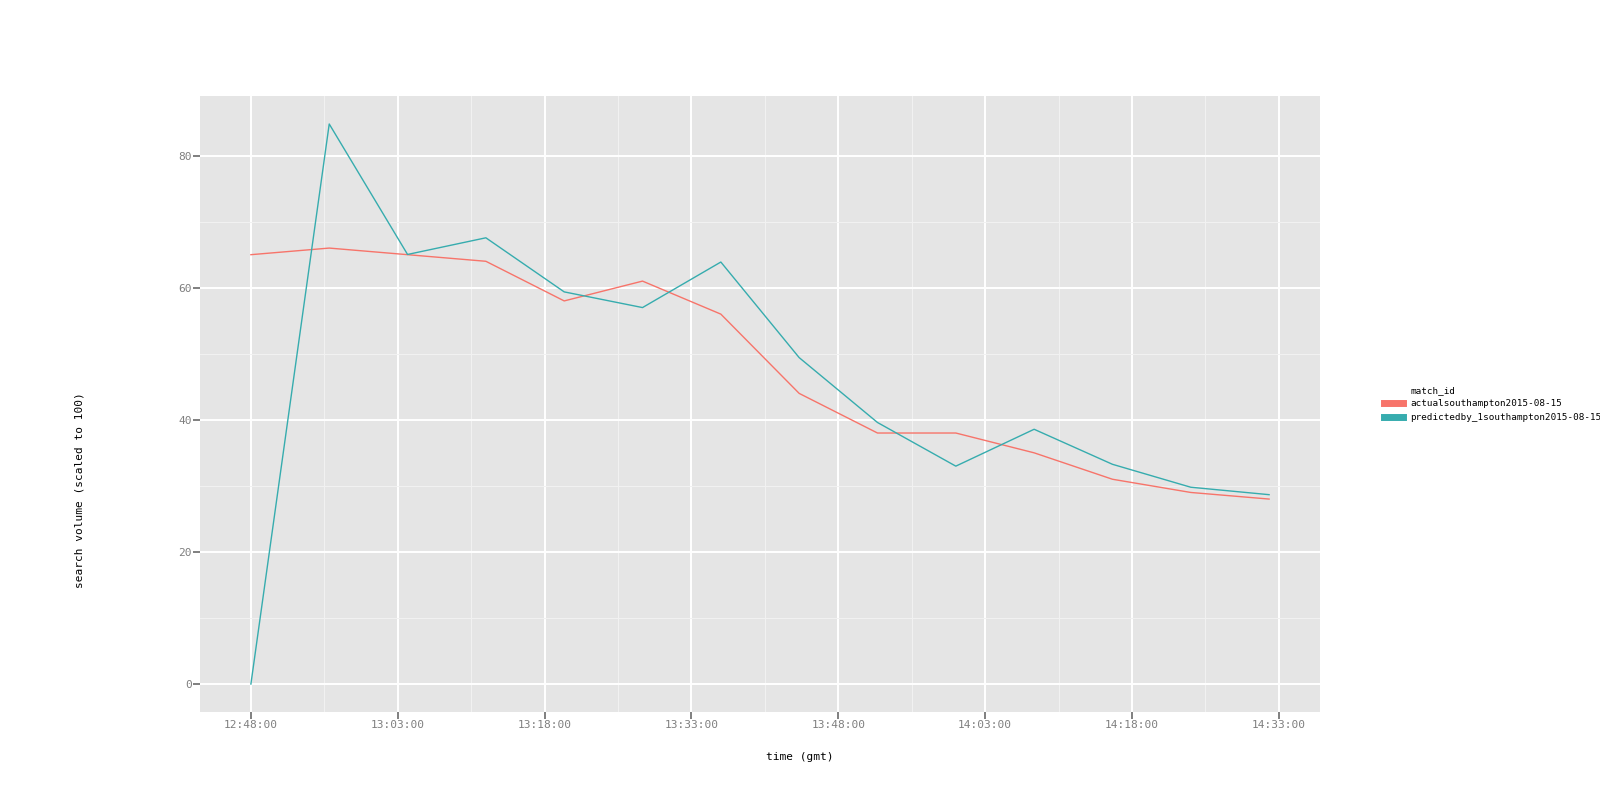 80
60
40
20
0
search volume (scaled to 100)
12:48:00 13:03:00 13:18:00 13:33:00 13:48:00 14:03:00 14:18:00 14:33:00
time (gmt)
match_id
actualsouthampton2015-08-15
predictedby_1southampton2015-08-15